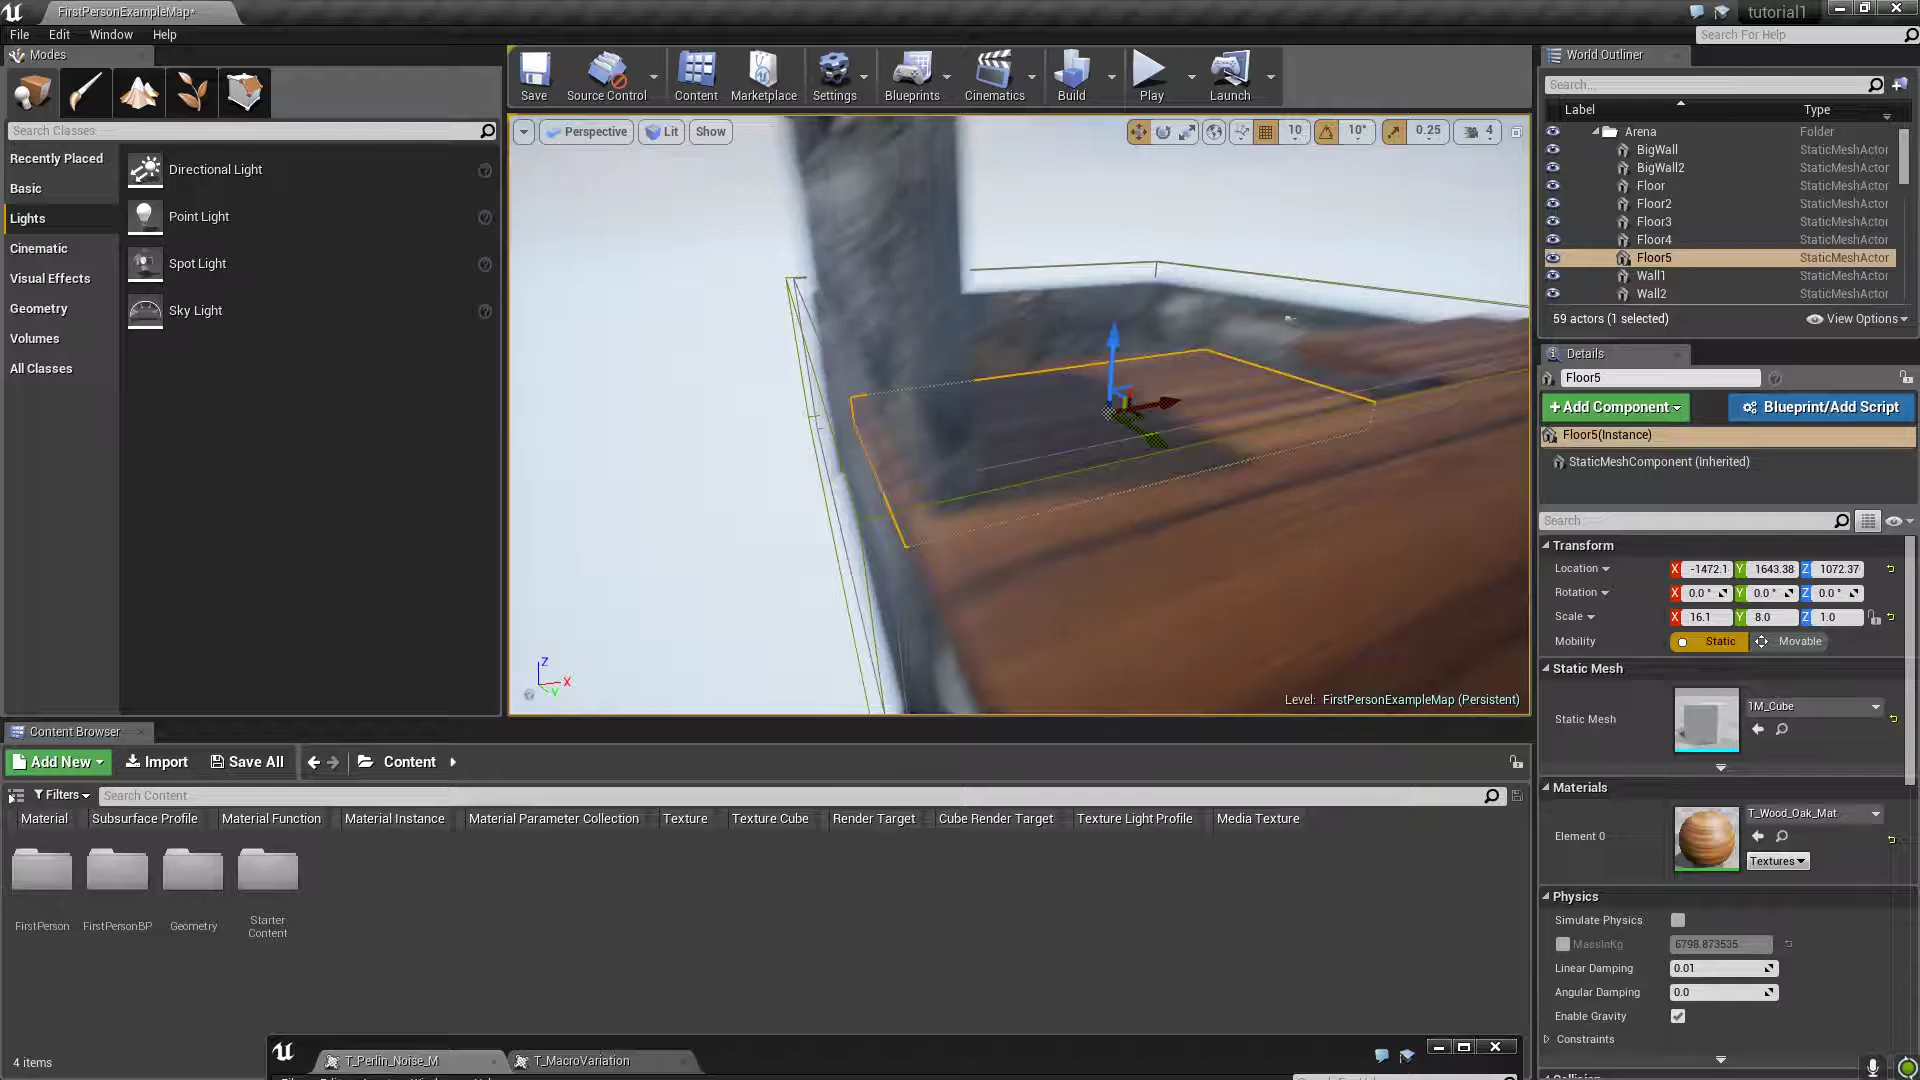 FirstPersonExampleMap*
tutorial1
File Edit Window Help
Search For Help
Modes
Search Classes
Recently Placed
Basic
Lights
Cinematic
Visual Effects
Geometry
Volumes
All Classes
Directional Light
Point Light
Spot Light
Sky Light
Save
Source Control
Content
Marketplace
Settings
Blueprints
Cinematics
Build
Play
Launch
Perspective Lit Show
10 10° 0.25 4
Z
X
Y
Level: FirstPersonExampleMap (Persistent)
World Outliner
Search...
Label Type
Arena Folder
BigWall StaticMeshActor
BigWall2 StaticMeshActor
Floor StaticMeshActor
Floor2 StaticMeshActor
Floor3 StaticMeshActor
Floor4 StaticMeshActor
Floor5 StaticMeshActor
Wall1 StaticMeshActor
Wall2 StaticMeshActor
59 actors (1 selected) View Options
Details
Floor5
+ Add Component Blueprint/Add Script
Floor5(Instance)
StaticMeshComponent (Inherited)
Search
Transform
Location X -1472.1 Y 1643.38 Z 1072.37
Rotation X 0.0 ° Y 0.0 ° Z 0.0 °
Scale X 16.1 Y 8.0 Z 1.0
Mobility Static Movable
Static Mesh
Static Mesh 1M_Cube
Materials
Element 0 T_Wood_Oak_Mat
Textures
Physics
Simulate Physics
MassInKg 6798.873535
Linear Damping 0.01
Angular Damping 0.0
Enable Gravity
Constraints
Content Browser
Add New Import Save All Content
Filters Search Content
Material Subsurface Profile Material Function Material Instance Material Parameter Collection Texture Texture Cube Render Target Cube Render Target Texture Light Profile Media Texture
FirstPerson
FirstPersonBP
Geometry
Starter
Content
4 items
T_Perlin_Noise_M T_MacroVariation